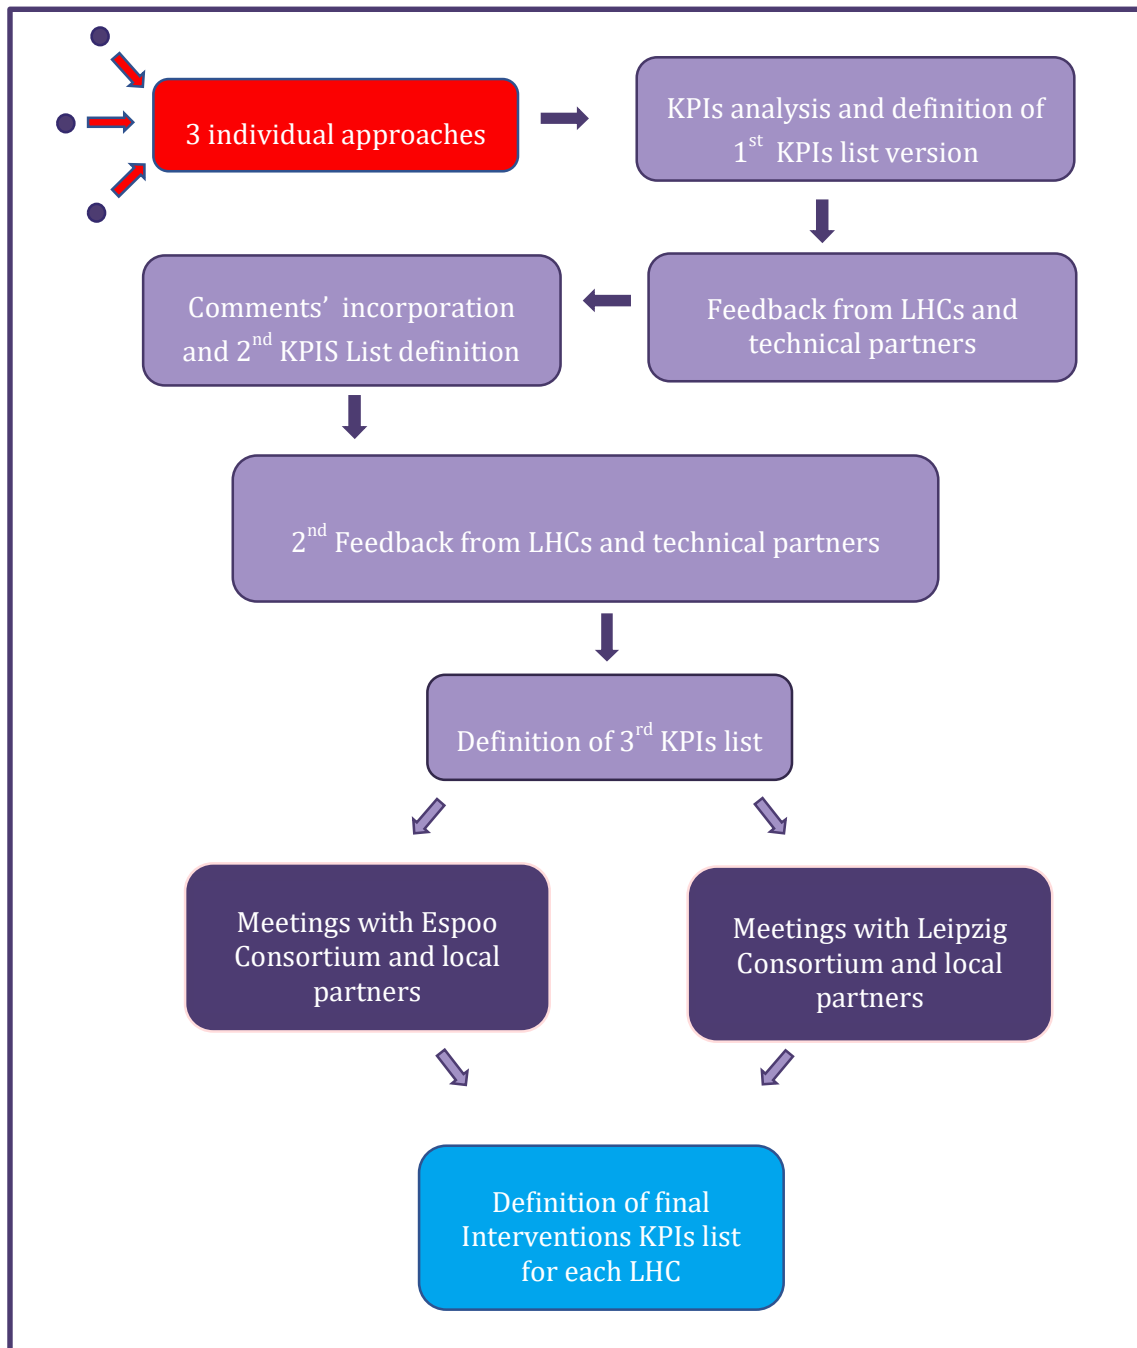 3 individual approaches
KPIs analysis and definition of
1st KPIs list version
Feedback from LHCs and
technical partners
Comments’ incorporation
and 2nd KPIS List definition
2nd Feedback from LHCs and technical partners
Definition of 3rd KPIs list
Meetings with Espoo
Consortium and local
partners
Meetings with Leipzig
Consortium and local
partners
Definition of final
Interventions KPIs list
for each LHC